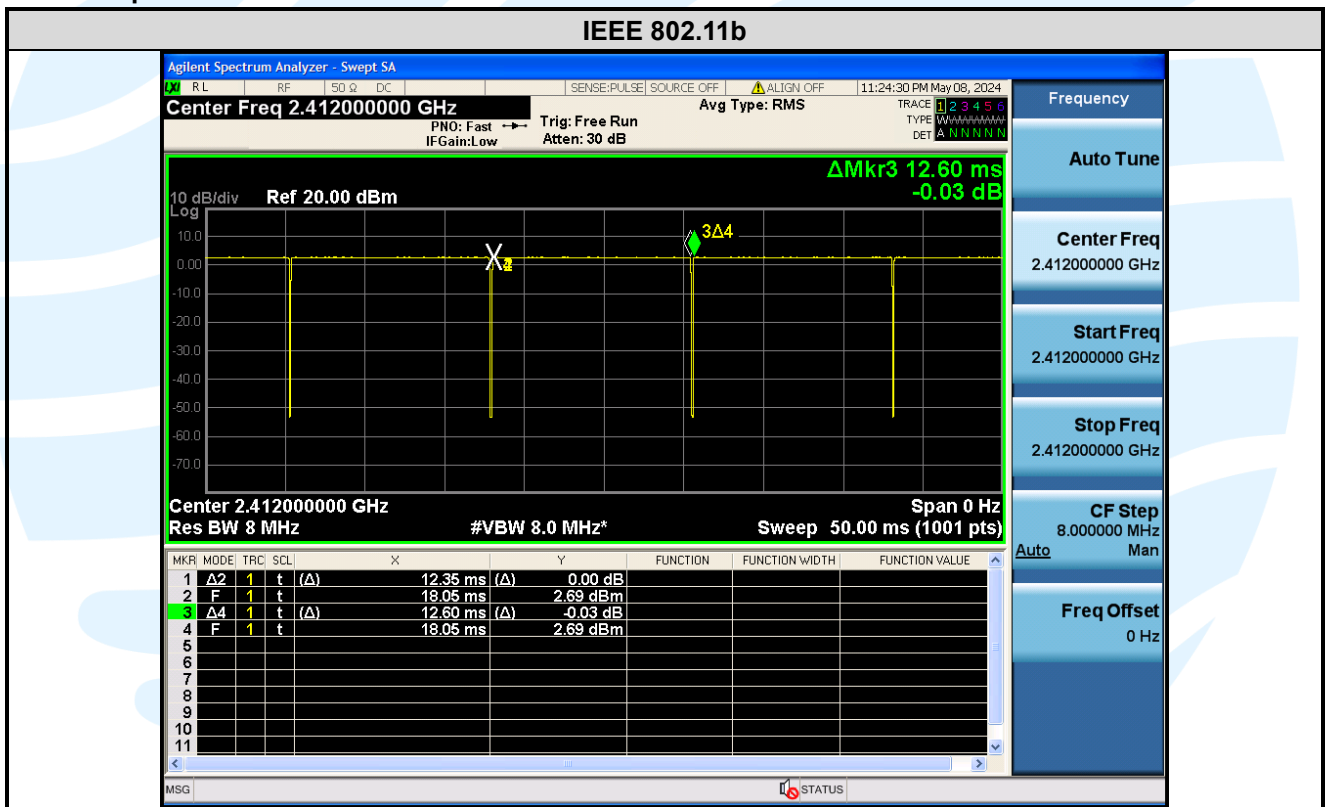 IEEE 802.11b
Agilent Spectrum Analyzer - Swept SA
LXI RL RF 50 Ω DC SENSE:PULSE SOURCE OFF ALIGN OFF 11:24:30 PM May 08, 2024
Center Freq 2.412000000 GHz Avg Type: RMS TRACE 1 2 3 4 5 6
PNO: Fast Trig: Free Run TYPE
IFGain:Low Atten: 30 dB DET A N N N N N
ΔMkr3 12.60 ms
-0.03 dB
10 dB/div Ref 20.00 dBm
Log
10.0
0.00
-10.0
-20.0
-30.0
-40.0
-50.0
-60.0
-70.0
3Δ4
Center 2.412000000 GHz Span 0 Hz
Res BW 8 MHz #VBW 8.0 MHz* Sweep 50.00 ms (1001 pts)
MKR MODE TRC SCL X Y FUNCTION FUNCTION WIDTH FUNCTION VALUE
1 Δ2 1 t (Δ) 12.35 ms (Δ) 0.00 dB
2 F 1 t 18.05 ms 2.69 dBm
3 Δ4 1 t (Δ) 12.60 ms (Δ) -0.03 dB
4 F 1 t 18.05 ms 2.69 dBm
5
6
7
8
9
10
11
MSG STATUS
Frequency
Auto Tune
Center Freq
2.412000000 GHz
Start Freq
2.412000000 GHz
Stop Freq
2.412000000 GHz
CF Step
8.000000 MHz
Auto Man
Freq Offset
0 Hz